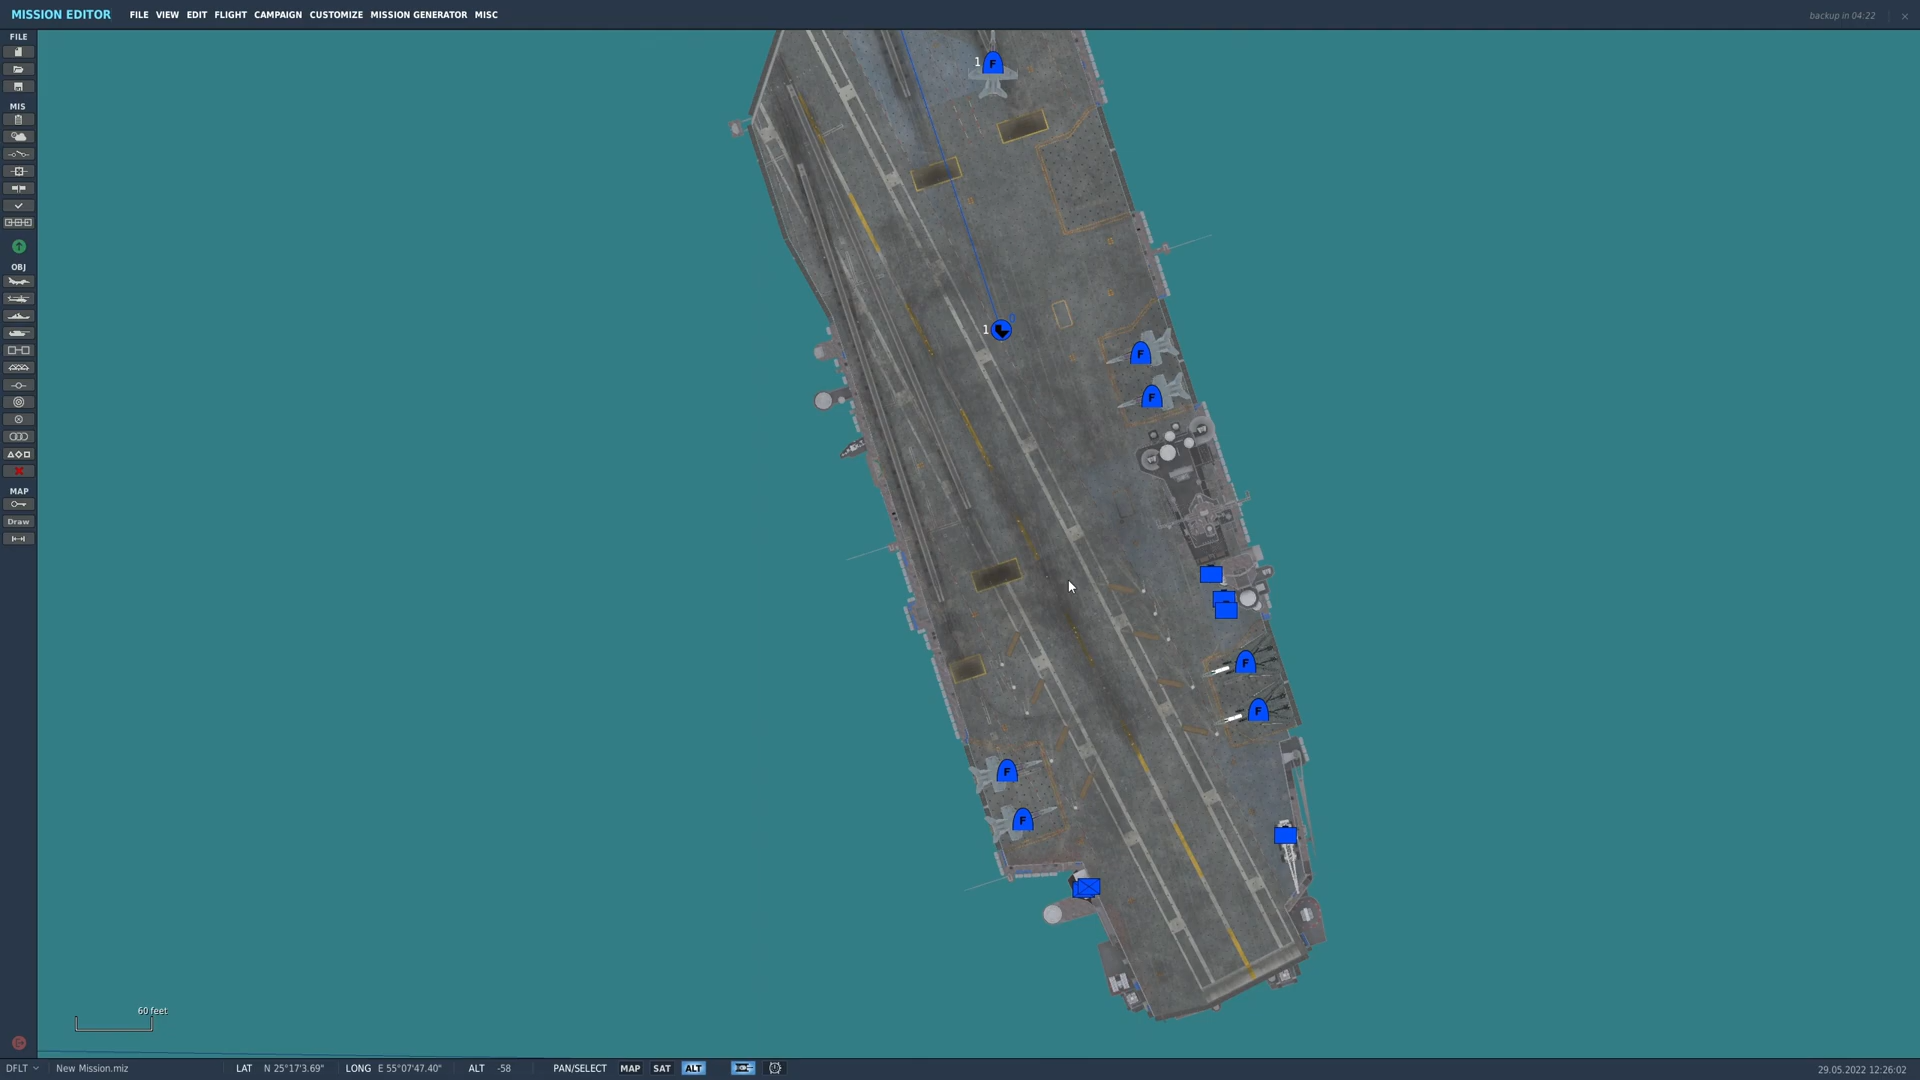 MISSION EDITOR FILE VIEW EDIT FLIGHT CAMPAIGN CUSTOMIZE MISSION GENERATOR MISC backup in 04:22
FILE
MIS
OBJ
MAP
Draw
1 F
0
1
F
F
F
F
F
F
60 feet
DFLT New Mission.miz LAT N 25°17'3.69" LONG E 55°07'47.40" ALT -58 PAN/SELECT MAP SAT ALT 29.05.2022 12:26:02